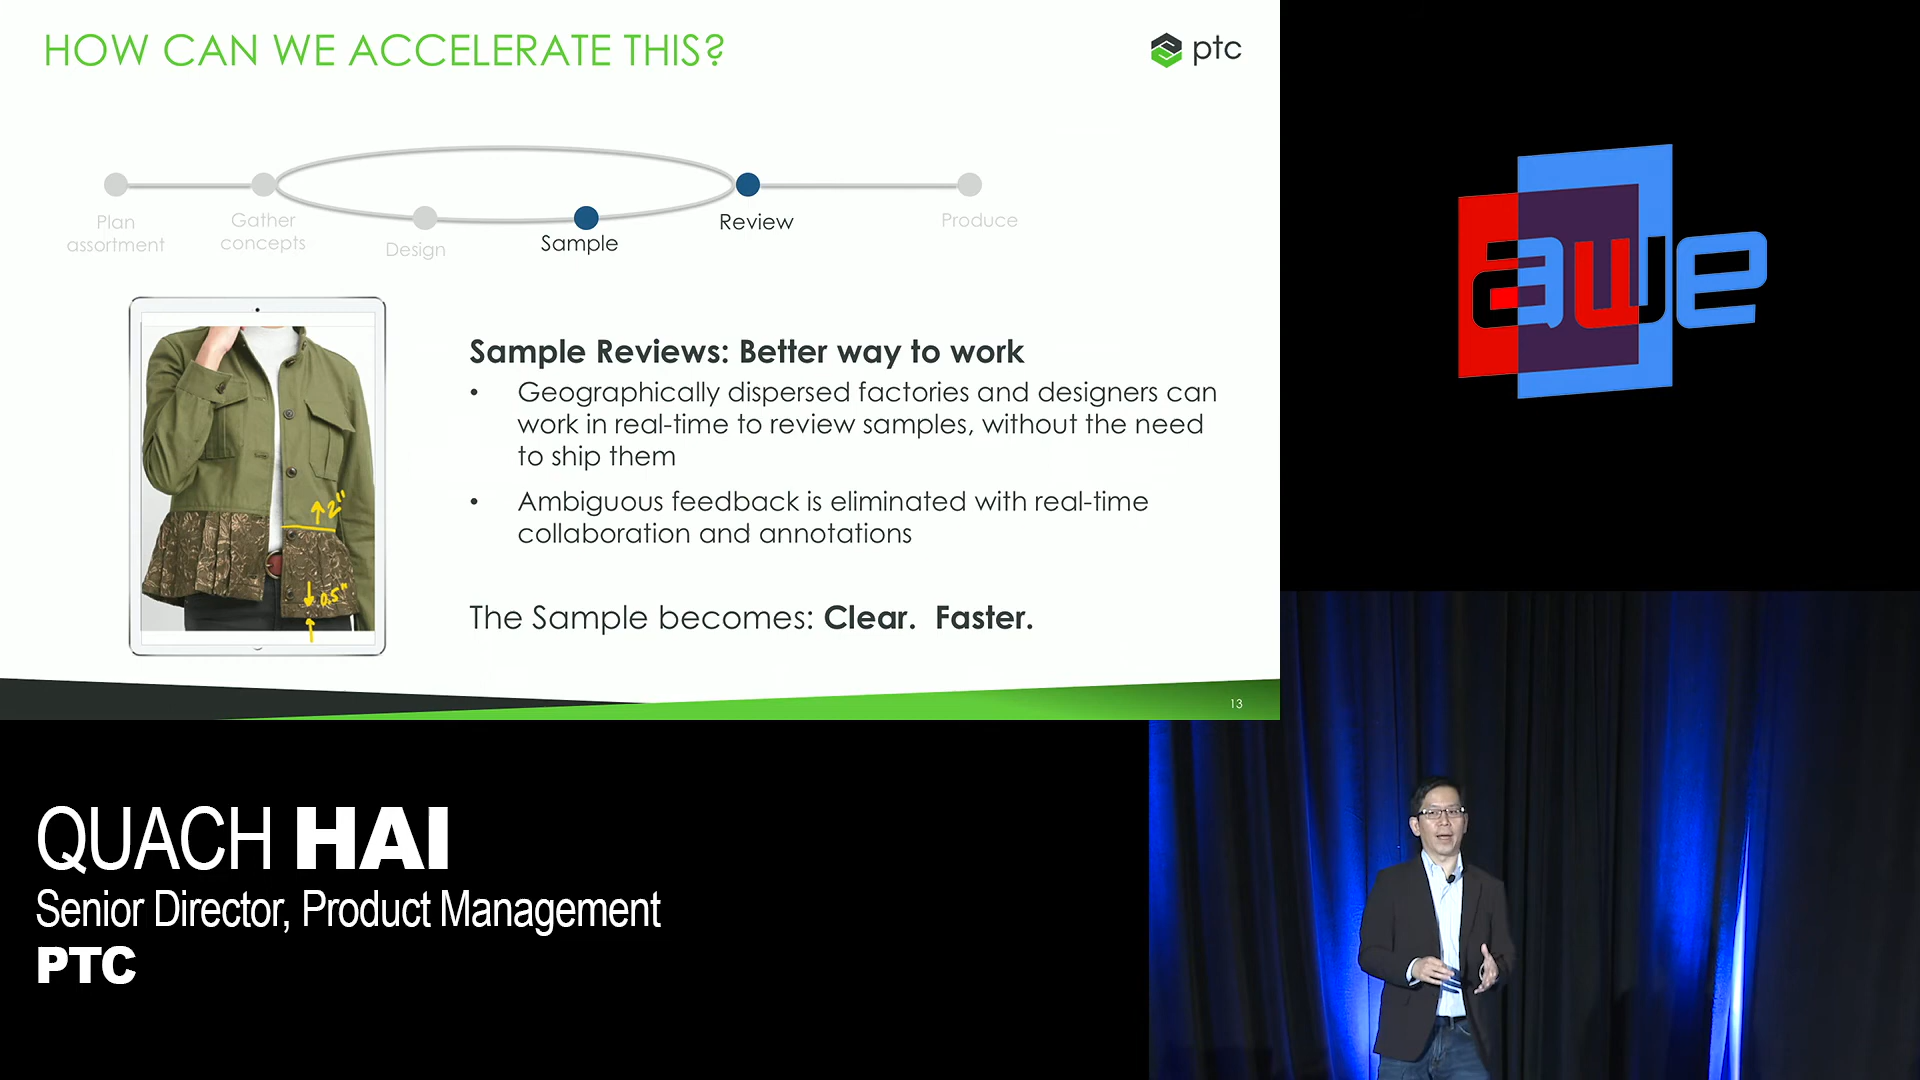 HOW CAN WE ACCELERATE THIS?
ptc
Plan
assortment
Gather
concepts
Design
Sample
Review
Produce
2"
0.5"
Sample Reviews: Better way to work
• Geographically dispersed factories and designers can
work in real-time to review samples, without the need
to ship them
• Ambiguous feedback is eliminated with real-time
collaboration and annotations
The Sample becomes: Clear. Faster.
13
awe
QUACH HAI
Senior Director, Product Management
PTC